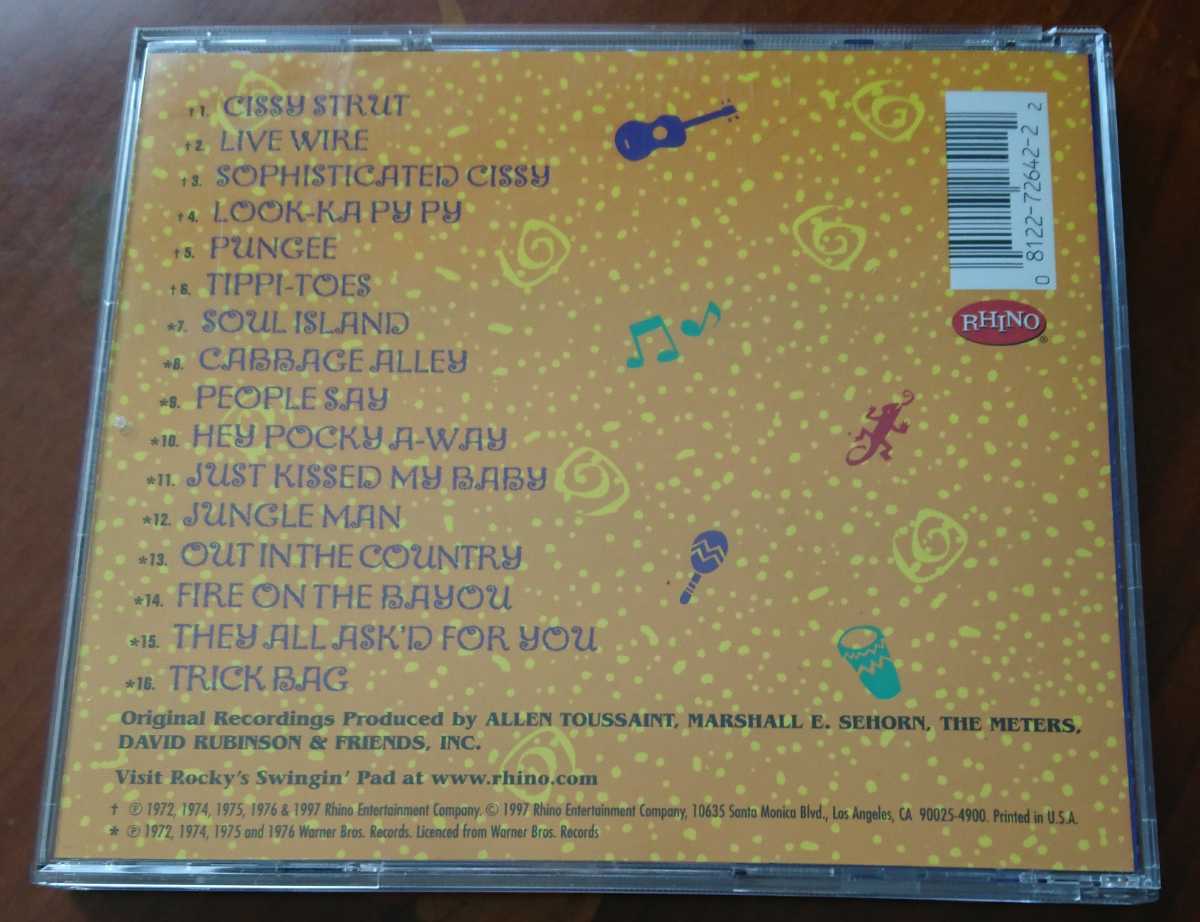 †1. CISSY STRUT
†2. LIVE WIRE
†3. SOPHISTICATED CISSY
†4. LOOK-KA PY PY
†5. PUNGEE
†6. TIPPI-TOES
*7. SOUL ISLAND
*8. CABBAGE ALLEY
*9. PEOPLE SAY
*10. HEY POCKY A-WAY
*11. JUST KISSED MY BABY
*12. JUNGLE MAN
*13. OUT IN THE COUNTRY
*14. FIRE ON THE BAYOU
*15. THEY ALL ASK'D FOR YOU
*16. TRICK BAG
0 8122-72642-2 2
RHINO®
Original Recordings Produced by ALLEN TOUSSAINT, MARSHALL E. SEHORN, THE METERS,
DAVID RUBINSON & FRIENDS, INC.
Visit Rocky's Swingin' Pad at www.rhino.com
† ℗ 1972, 1974, 1975, 1976 & 1997 Rhino Entertainment Company. © 1997 Rhino Entertainment Company, 10635 Santa Monica Blvd., Los Angeles, CA 90025-4900. Printed in U.S.A.
* ℗ 1972, 1974, 1975 and 1976 Warner Bros. Records. Licenced from Warner Bros. Records